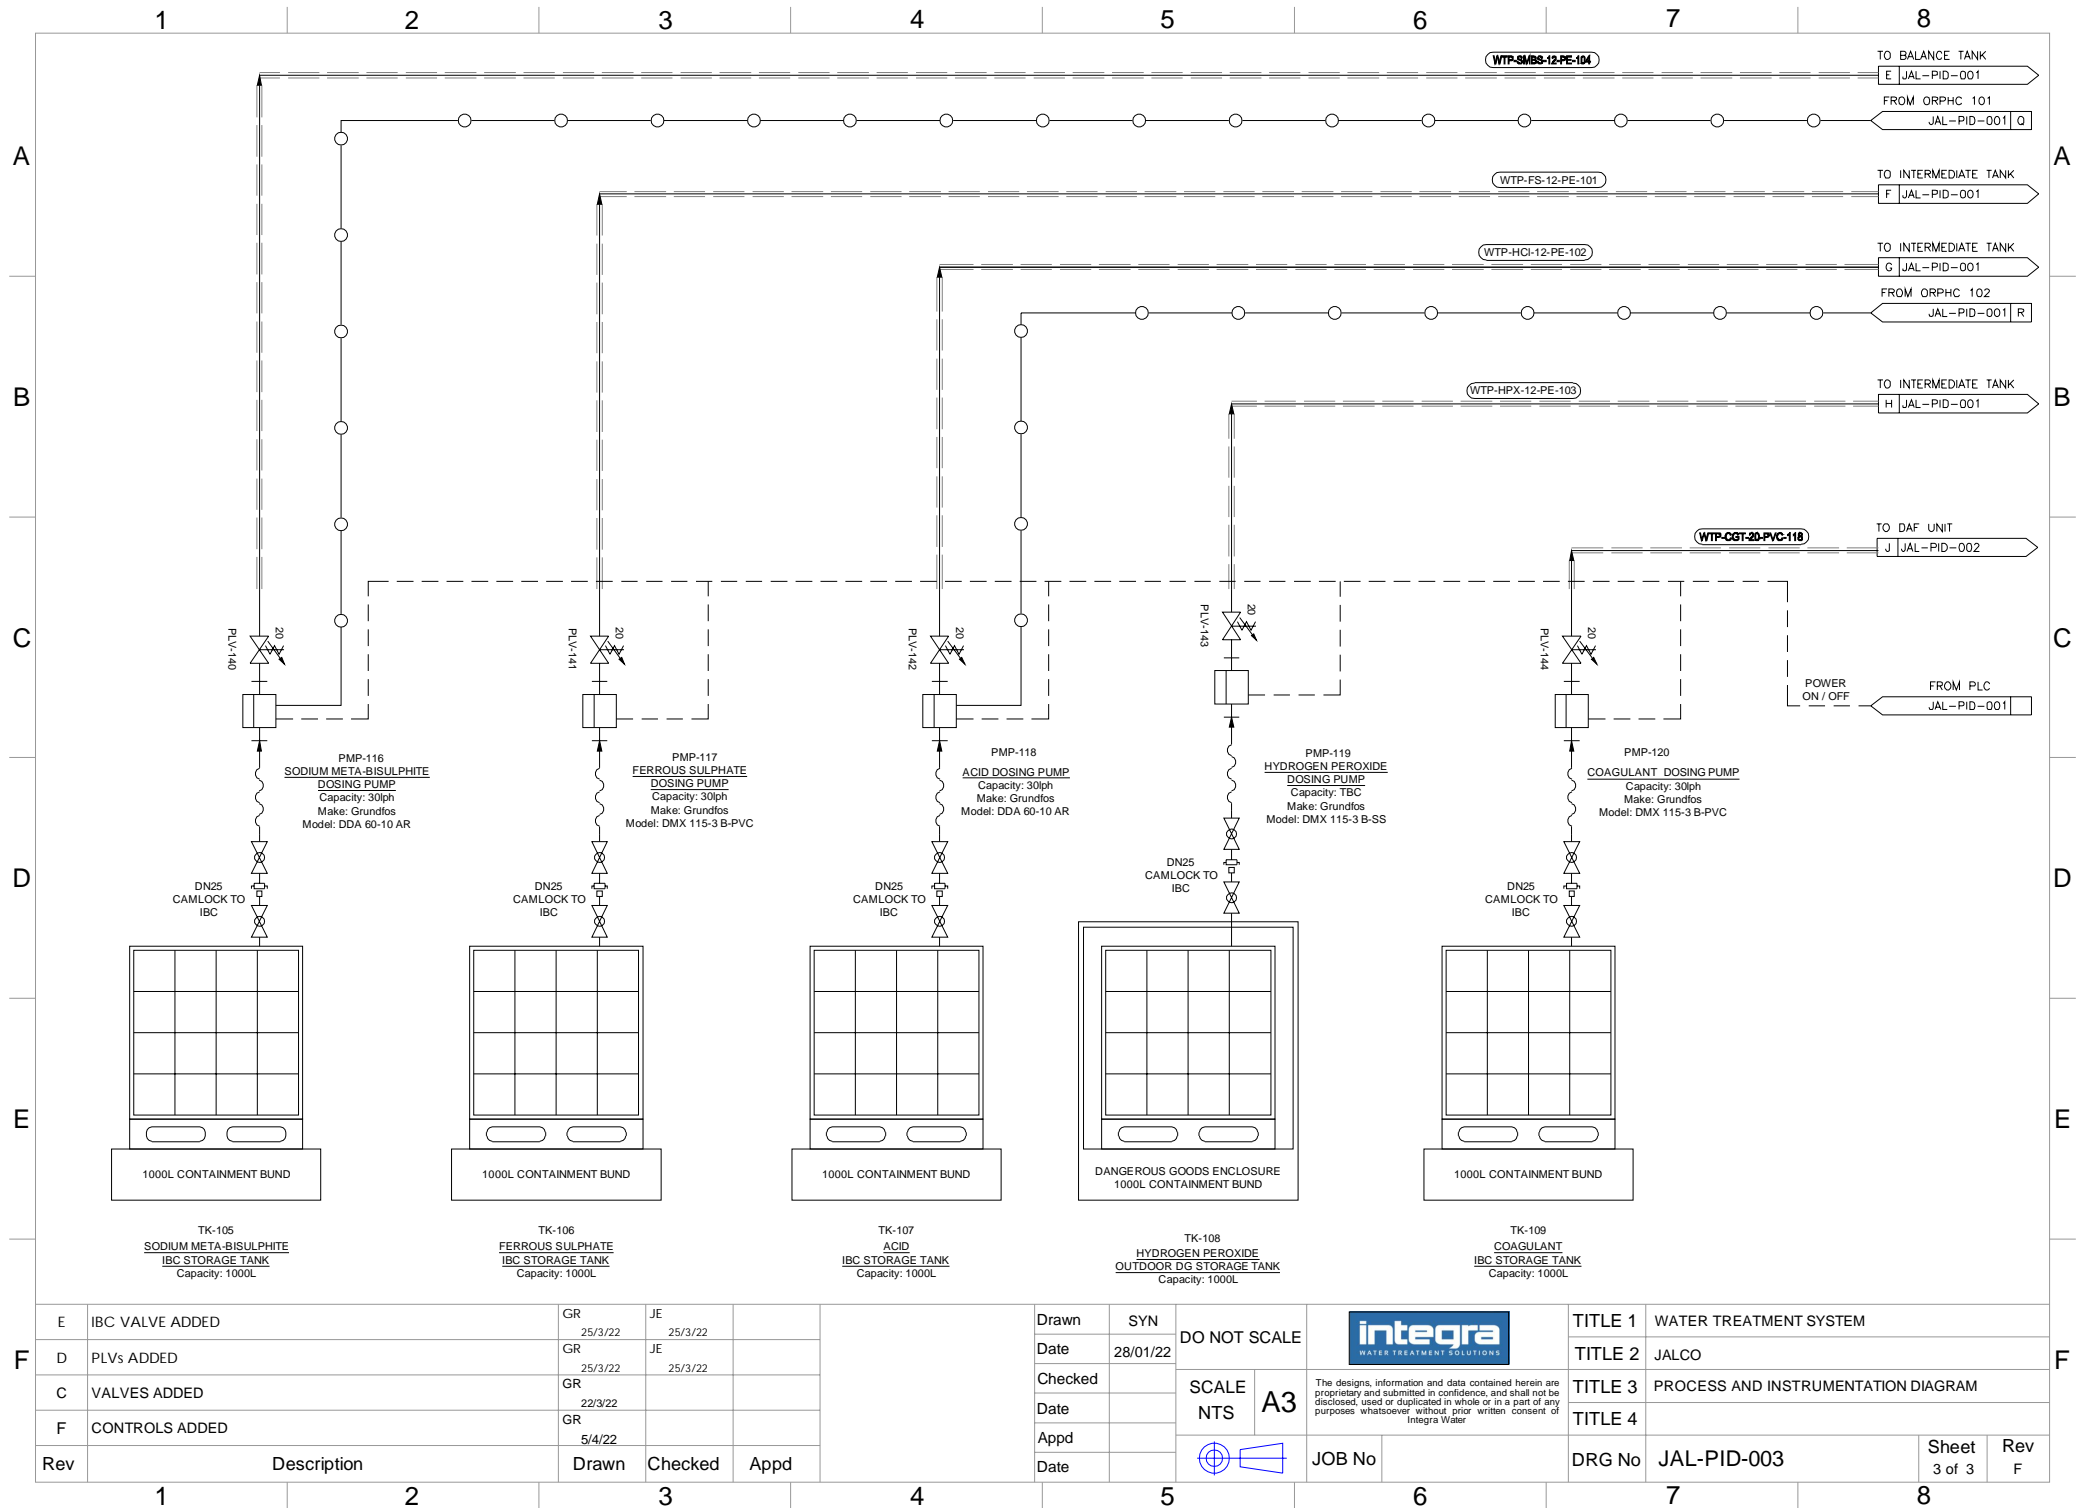 1 2 3 4 5 6 7 8
A
B
C
D
E
F
A
B
C
D
E
F
WTP-SMBS-12-PE-104
TO BALANCE TANK
E JAL-PID-001
FROM ORPHC 101
JAL-PID-001 Q
WTP-FS-12-PE-101
TO INTERMEDIATE TANK
F JAL-PID-001
WTP-HCl-12-PE-102
TO INTERMEDIATE TANK
G JAL-PID-001
FROM ORPHC 102
JAL-PID-001 R
WTP-HPX-12-PE-103
TO INTERMEDIATE TANK
H JAL-PID-001
WTP-CGT-20-PVC-118
TO DAF UNIT
J JAL-PID-002
POWER
ON / OFF
FROM PLC
JAL-PID-001
PLV-140
20
PLV-141
20
PLV-142
20
PLV-143
20
PLV-144
20
PMP-116
SODIUM META-BISULPHITE
DOSING PUMP
Capacity: 30lph
Make: Grundfos
Model: DDA 60-10 AR
PMP-117
FERROUS SULPHATE
DOSING PUMP
Capacity: 30lph
Make: Grundfos
Model: DMX 115-3 B-PVC
PMP-118
ACID DOSING PUMP
Capacity: 30lph
Make: Grundfos
Model: DDA 60-10 AR
PMP-119
HYDROGEN PEROXIDE
DOSING PUMP
Capacity: TBC
Make: Grundfos
Model: DMX 115-3 B-SS
PMP-120
COAGULANT DOSING PUMP
Capacity: 30lph
Make: Grundfos
Model: DMX 115-3 B-PVC
DN25
CAMLOCK TO
IBC
DN25
CAMLOCK TO
IBC
DN25
CAMLOCK TO
IBC
DN25
CAMLOCK TO
IBC
DN25
CAMLOCK TO
IBC
1000L CONTAINMENT BUND
1000L CONTAINMENT BUND
1000L CONTAINMENT BUND
DANGEROUS GOODS ENCLOSURE
1000L CONTAINMENT BUND
1000L CONTAINMENT BUND
TK-105
SODIUM META-BISULPHITE
IBC STORAGE TANK
Capacity: 1000L
TK-106
FERROUS SULPHATE
IBC STORAGE TANK
Capacity: 1000L
TK-107
ACID
IBC STORAGE TANK
Capacity: 1000L
TK-108
HYDROGEN PEROXIDE
OUTDOOR DG STORAGE TANK
Capacity: 1000L
TK-109
COAGULANT
IBC STORAGE TANK
Capacity: 1000L
E IBC VALVE ADDED GR 25/3/22 JE 25/3/22
D PLVs ADDED GR 25/3/22 JE 25/3/22
C VALVES ADDED GR 22/3/22
F CONTROLS ADDED GR 5/4/22
Rev Description Drawn Checked Appd
Drawn SYN
Date 28/01/22
Checked
Date
Appd
Date
DO NOT SCALE
SCALE
NTS
A3
integra
WATER TREATMENT SOLUTIONS
The designs, information and data contained herein are
proprietary and submitted in confidence, and shall not be
disclosed, used or duplicated in whole or in a part of any
purposes whatsoever without prior written consent of
Integra Water
JOB No
TITLE 1 WATER TREATMENT SYSTEM
TITLE 2 JALCO
TITLE 3 PROCESS AND INSTRUMENTATION DIAGRAM
TITLE 4
DRG No JAL-PID-003
Sheet
3 of 3
Rev
F
1 2 3 4 5 6 7 8